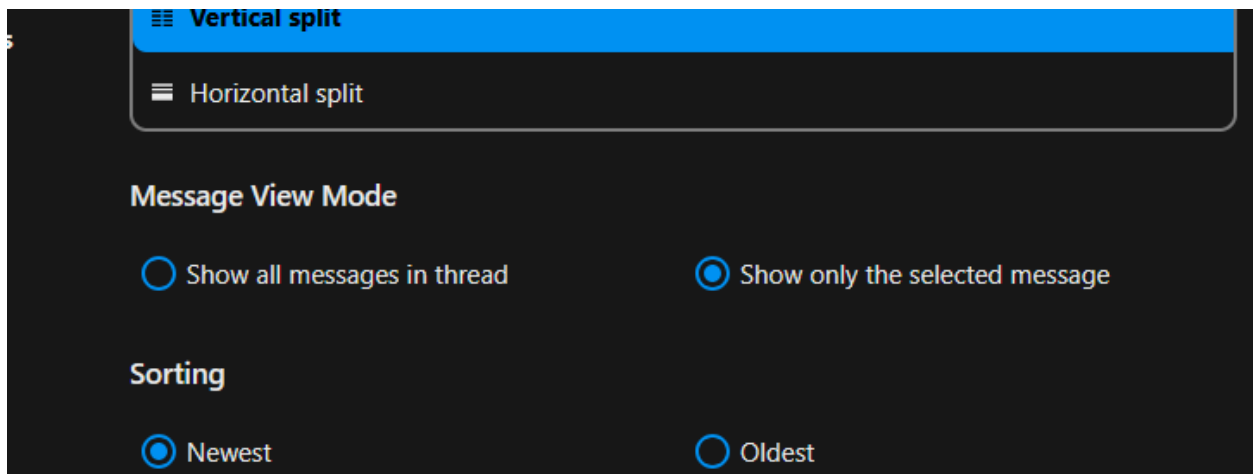 Vertical split
Horizontal split
Message View Mode
Show all messages in thread
Show only the selected message
Sorting
Newest
Oldest